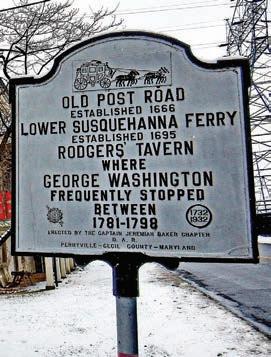 OLD POST ROAD
ESTABLISHED 1666
LOWER SUSQUEHANNA FERRY
ESTABLISHED 1695
RODGERS' TAVERN
WHERE
GEORGE WASHINGTON
FREQUENTLY STOPPED
BETWEEN
1781-1798
1732
1932
ERECTED BY THE CAPTAIN JEREMIAH BAKER CHAPTER
D. A. R.
PERRYVILLE-CECIL COUNTY-MARYLAND